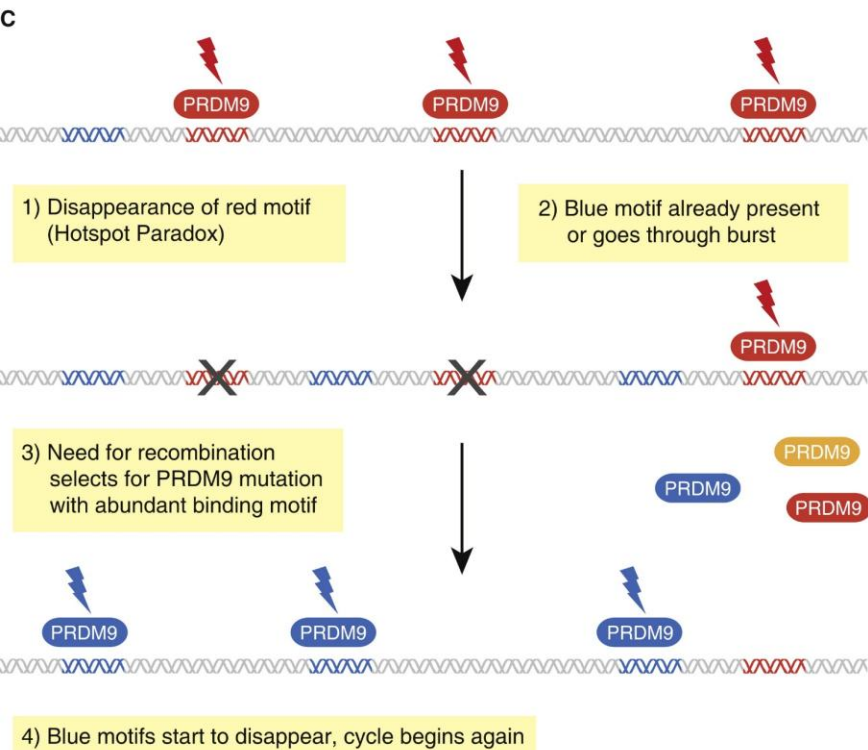 C
PRDM9 PRDM9 PRDM9
1) Disappearance of red motif
(Hotspot Paradox)
2) Blue motif already present
or goes through burst
PRDM9
3) Need for recombination
selects for PRDM9 mutation
with abundant binding motif
PRDM9
PRDM9
PRDM9
PRDM9 PRDM9 PRDM9
4) Blue motifs start to disappear, cycle begins again